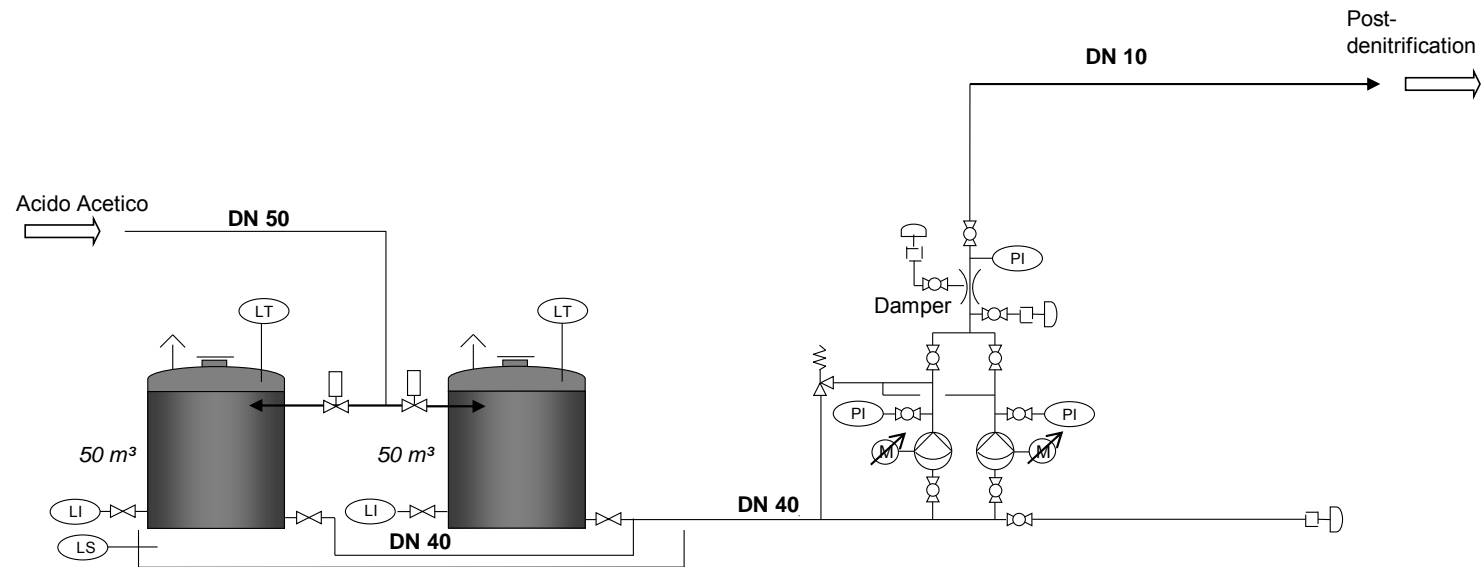 Post-
denitrification
DN 10
Acido Acetico
DN 50
PI
Damper
LT
LT
PI
PI
50 m³
50 m³
M
M
LI
LI
DN 40
LS
DN 40